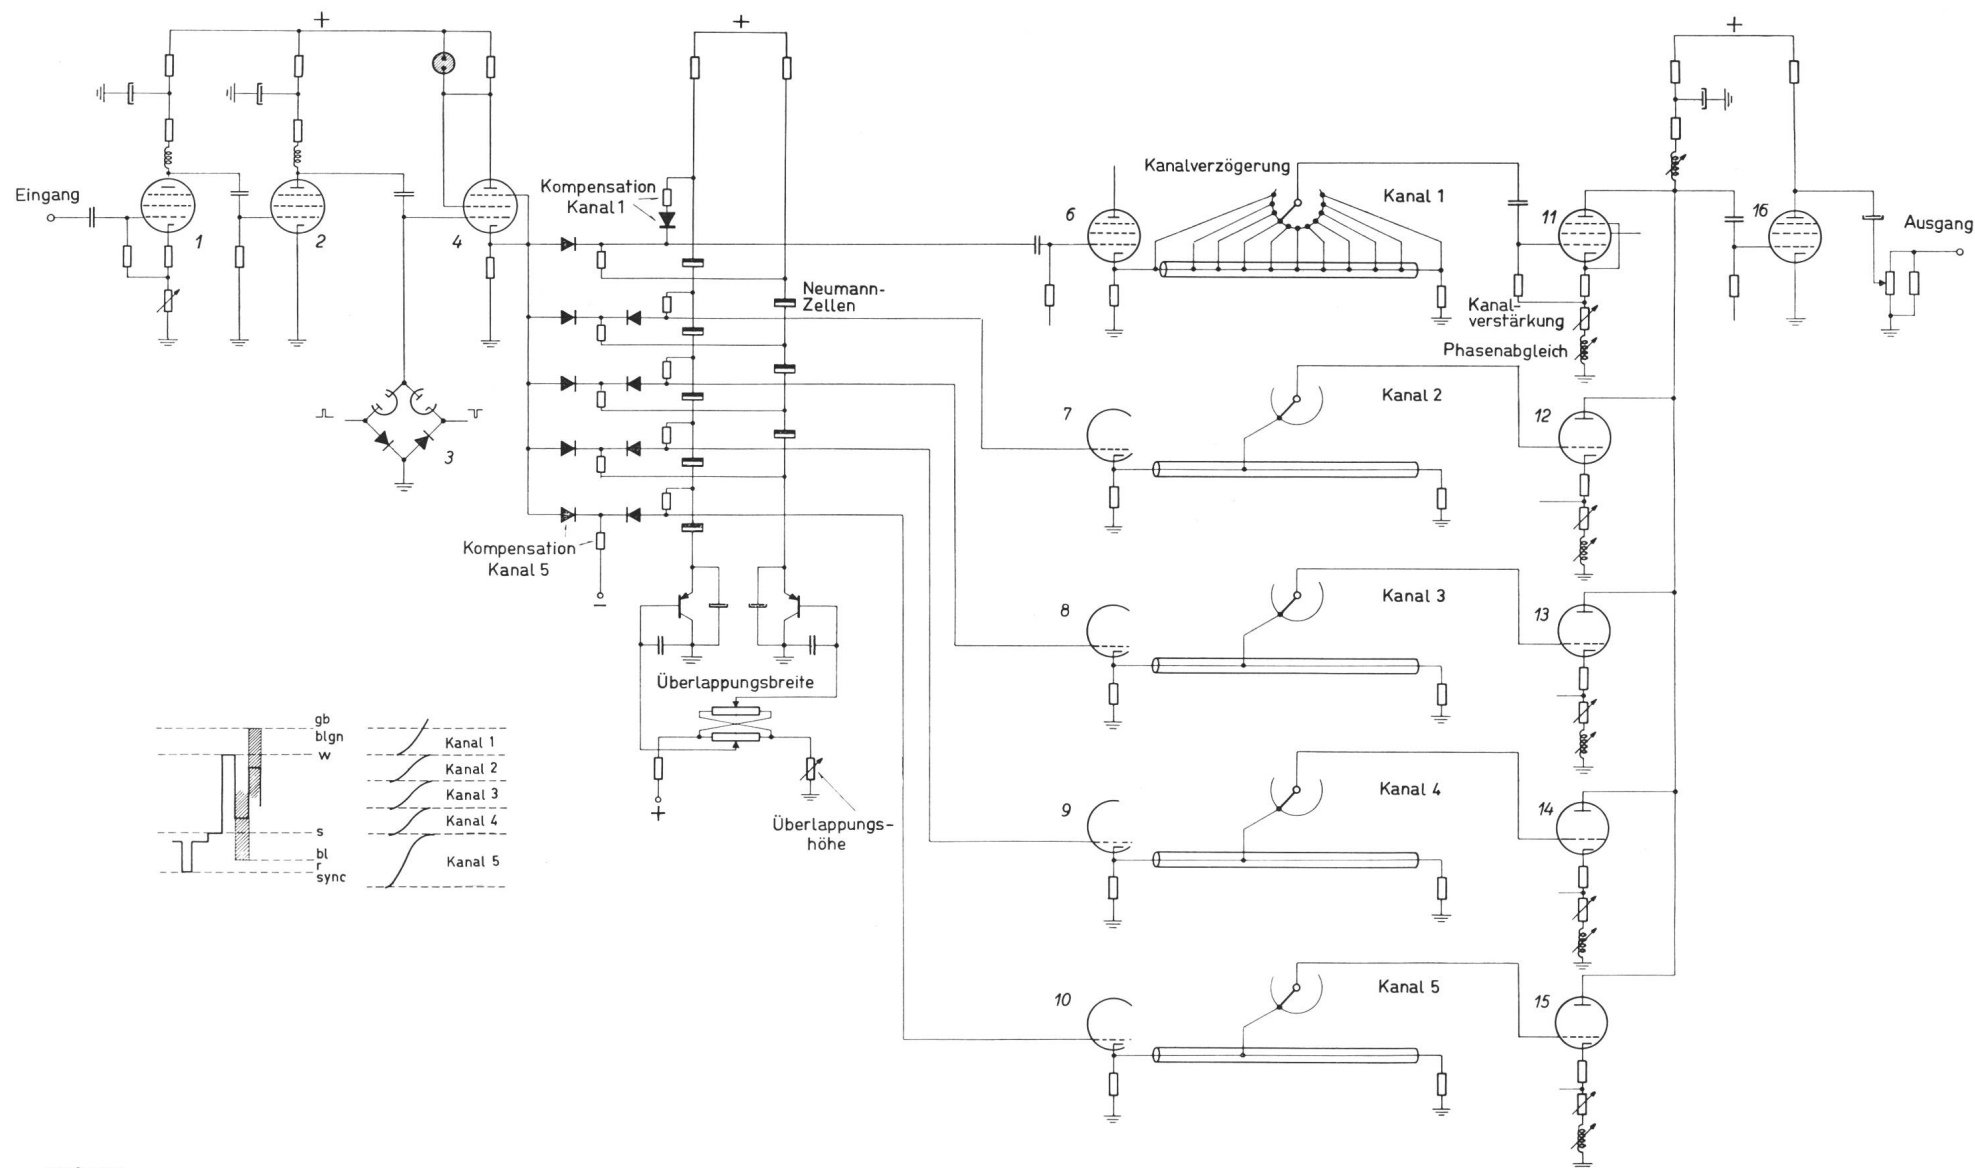 +
+
+
Eingang
1
2
4
3
Kompensation
Kanal 1
Neumann-
Zellen
Kompensation
Kanal 5
−
Überlappungsbreite
+
Überlappungs-
höhe
gb
blgn
w
s
bl
r
sync
Kanal 1
Kanal 2
Kanal 3
Kanal 4
Kanal 5
6
Kanalverzögerung
Kanal 1
11
16
Ausgang
Kanal-
verstärkung
Phasenabgleich
7
Kanal 2
12
8
Kanal 3
13
9
Kanal 4
14
10
Kanal 5
15